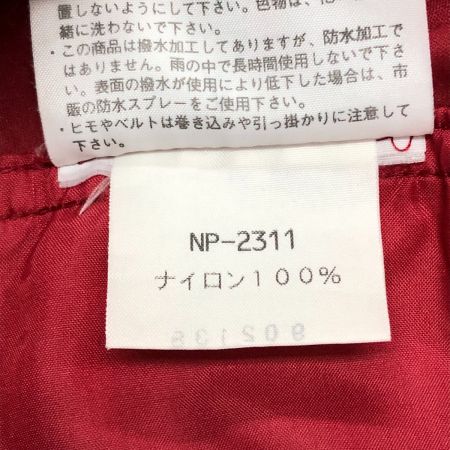 置しないようにして下さい。色物は、他
緒に洗わないで下さい。
・この商品は撥水加工してありますが、防水加工で
はありません。雨の中で長時間使用しないで下さ
い。表面の撥水が使用により低下した場合は、市
販の防水スプレーをご使用下さい。
・ヒモやベルトは巻き込みや引っ掛かりに注意して
下さい。
NP-2311
ナイロン100%